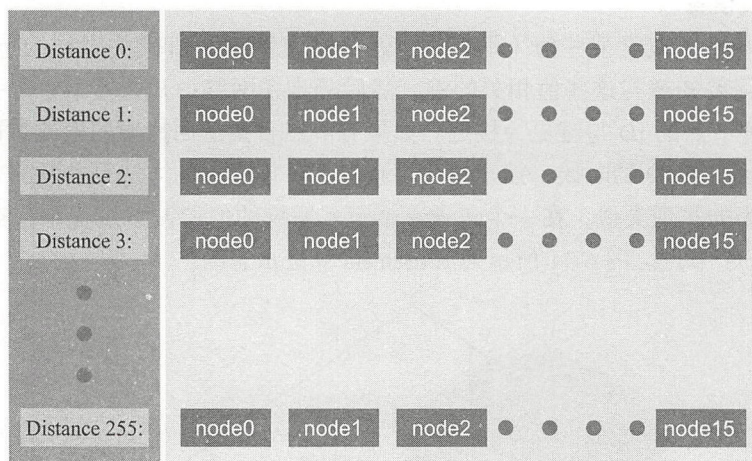 Distance 0: node0 node1 node2 node15
Distance 1: node0 node1 node2 node15
Distance 2: node0 node1 node2 node15
Distance 3: node0 node1 node2 node15
Distance 255: node0 node1 node2 node15